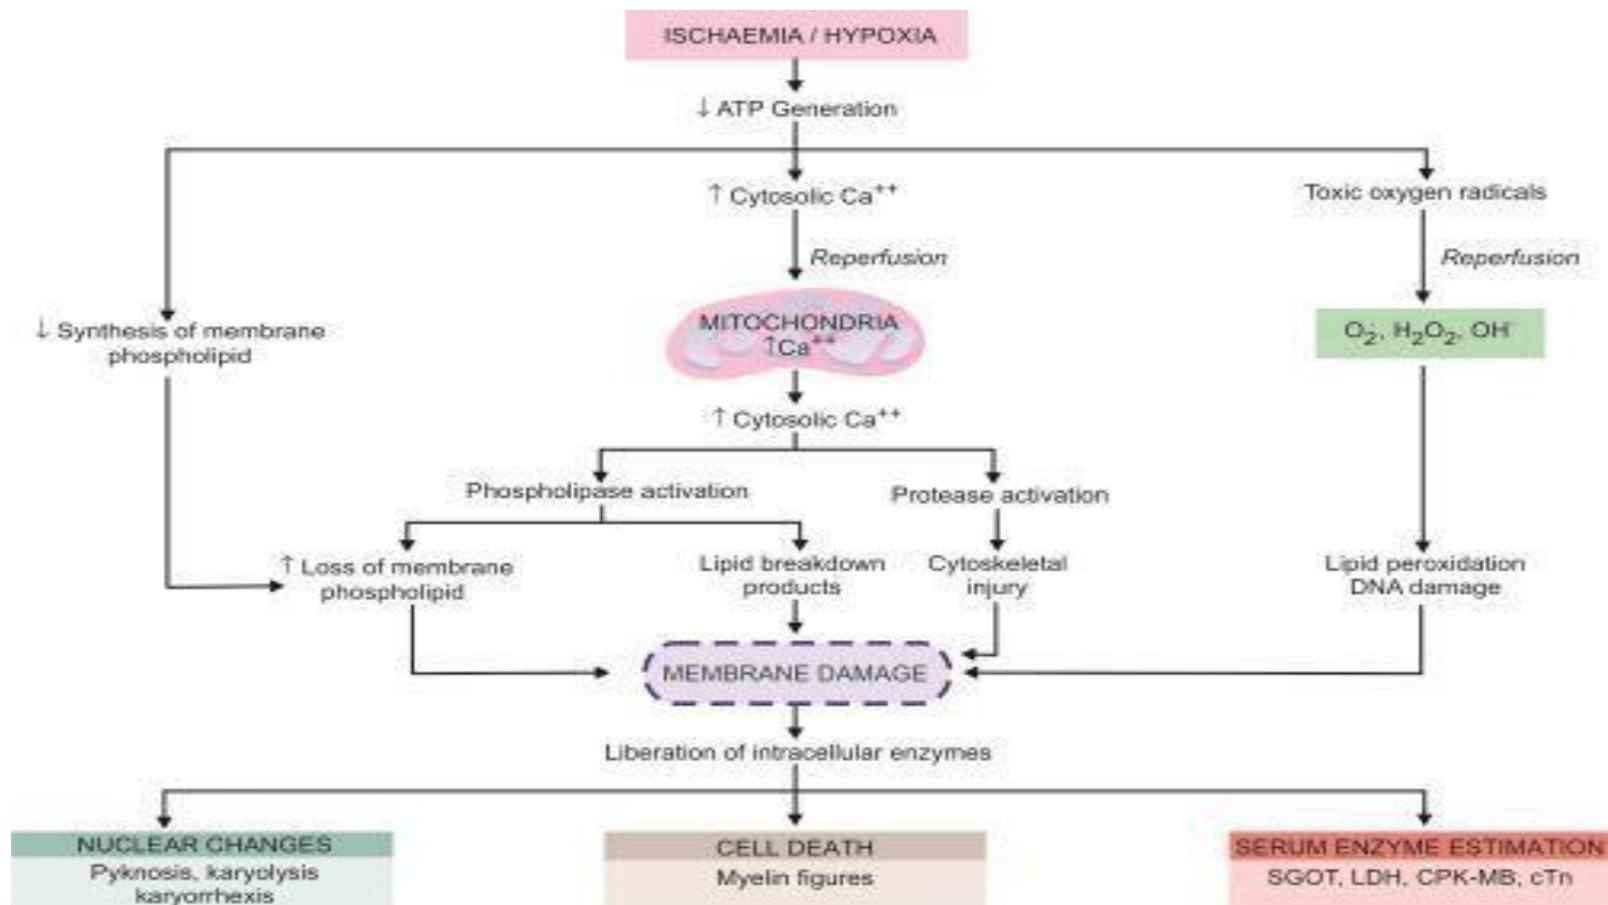 ISCHAEMIA / HYPOXIA
↓ ATP Generation
↑ Cytosolic Ca++
Toxic oxygen radicals
Reperfusion
Reperfusion
↓ Synthesis of membrane
phospholipid
MITOCHONDRIA
↑Ca++
O2-, H2O2, OH-
↑ Cytosolic Ca++
Phospholipase activation
Protease activation
↑ Loss of membrane
phospholipid
Lipid breakdown
products
Cytoskeletal
injury
Lipid peroxidation
DNA damage
MEMBRANE DAMAGE
Liberation of intracellular enzymes
NUCLEAR CHANGES
Pyknosis, karyolysis
karyorrhexis
CELL DEATH
Myelin figures
SERUM ENZYME ESTIMATION
SGOT, LDH, CPK-MB, cTn